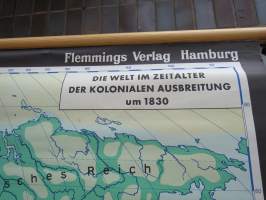 Flemmings Verlag Hamburg
DIE WELT IM ZEITALTER
DER KOLONIALEN AUSBREITUNG
um 1830
sches Reich